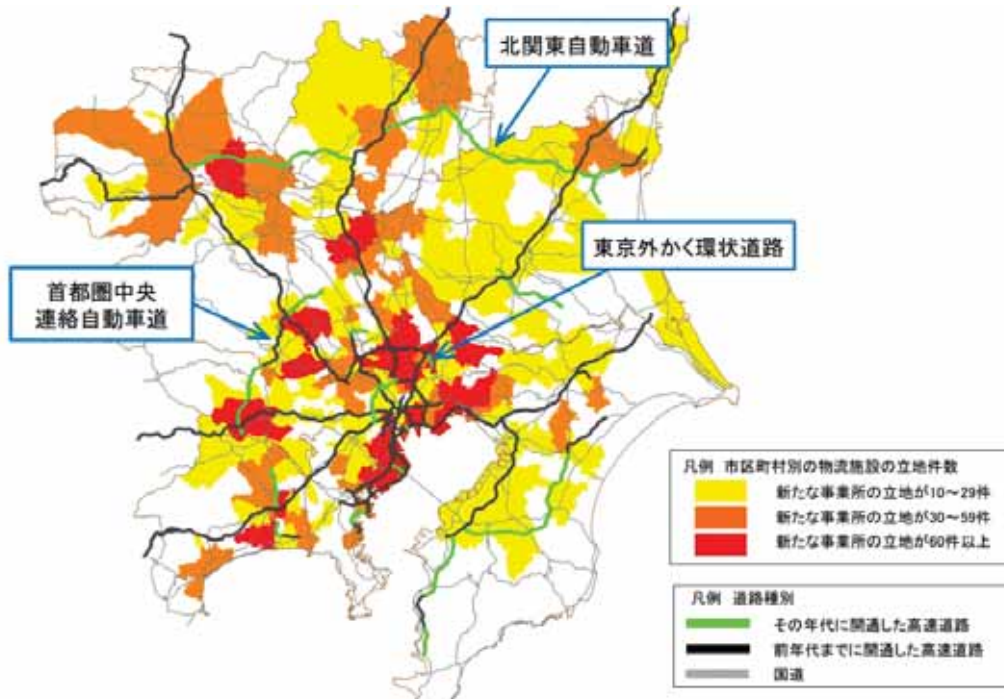 北関東自動車道
東京外かく環状道路
首都圏中央
連絡自動車道
凡例 市区町村別の物流施設の立地件数
新たな事業所の立地が10～29件
新たな事業所の立地が30～59件
新たな事業所の立地が60件以上
凡例 道路種別
その年代に開通した高速道路
前年代までに開通した高速道路
国道